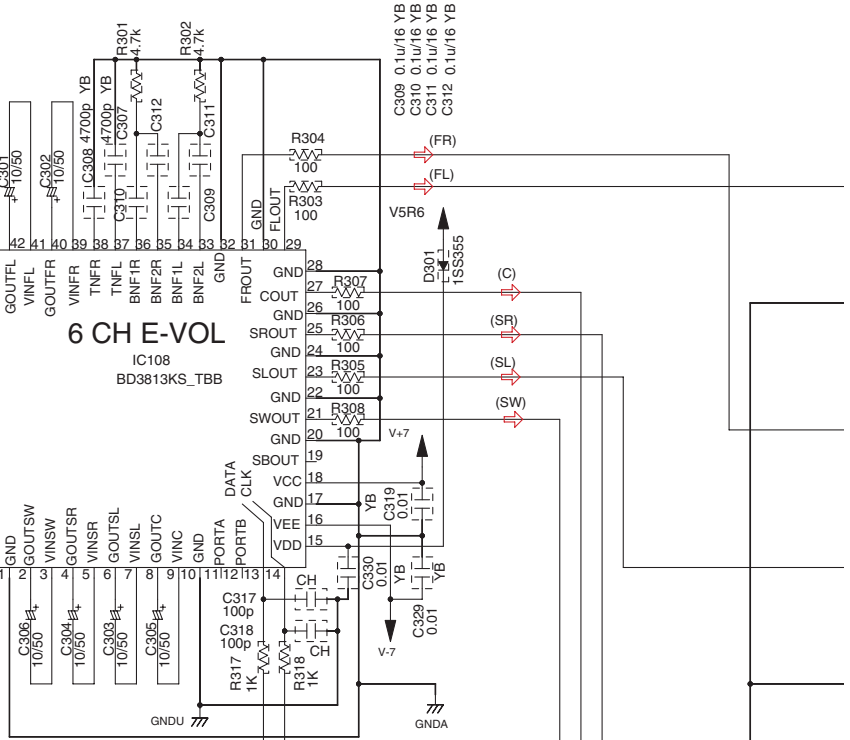 C309 0.1u/16 YB
C310 0.1u/16 YB
C311 0.1u/16 YB
C312 0.1u/16 YB
R301
4.7k
R302
4.7k
C301
10/50
+
C302
10/50
+
C308
4700p YB
C307
4700p YB
C310
C312
C309
C311
R304
100
(FR)
R303
100
(FL)
V5R6
D301
1SS355
42
41
40
39
38
37
36
35
34
33
32
31
30
29
GOUTFL
VINFL
GOUTFR
VINFR
TNFR
TNFL
BNF1R
BNF2R
BNF1L
BNF2L
GND
FROUT
GND
FLOUT
6 CH E-VOL
IC108
BD3813KS_TBB
GND 28
COUT 27
R307
100
(C)
GND 26
SROUT 25
R306
100
(SR)
GND 24
SLOUT 23
R305
100
(SL)
GND 22
SWOUT 21
R308
100
(SW)
GND 20
V+7
SBOUT 19
VCC 18
GND 17
VEE 16
VDD 15
YB
C319
0.01
C330
0.01
YB
YB
C329
0.01
V-7
DATA
CLK
GND
GOUTSW
VINSW
GOUTSR
VINSR
GOUTSL
VINSL
GOUTC
VINC
GND
PORTA
PORTB
1
2
3
4
5
6
7
8
9
10
11
12
13
14
C306
10/50
+
C304
10/50
+
C303
10/50
+
C305
10/50
+
C317
100p
CH
C318
100p
CH
R317
1K
R318
1K
GNDU
GNDA